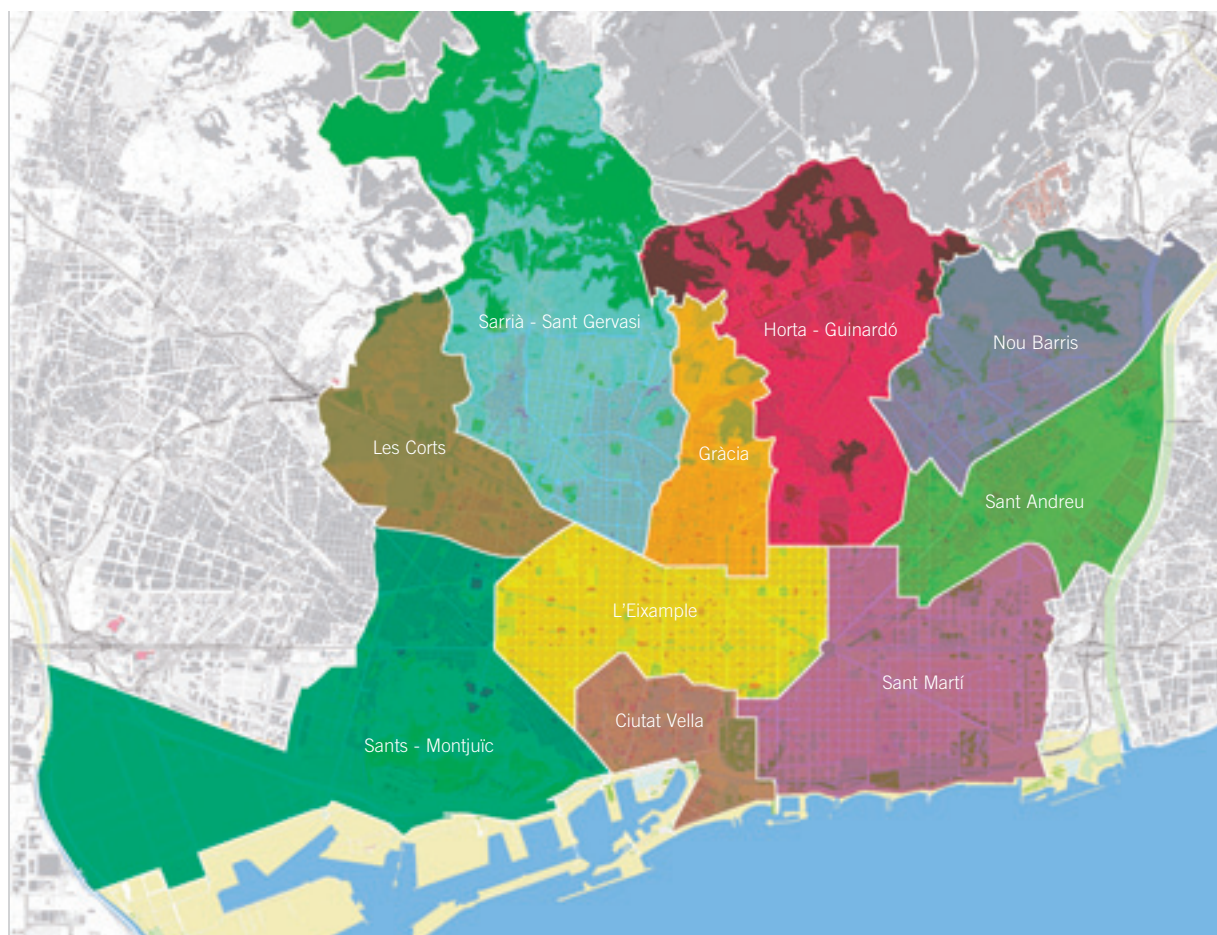 Sarrià - Sant Gervasi
Horta - Guinardó
Nou Barris
Les Corts
Gràcia
Sant Andreu
L'Eixample
Sant Martí
Ciutat Vella
Sants - Montjuïc